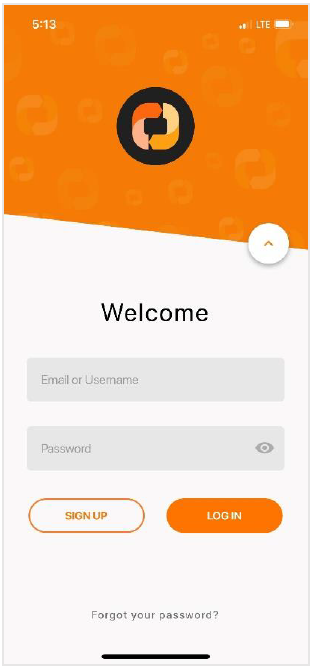 5:13 LTE
Welcome
Email or Username
Password
SIGN UP LOG IN
Forgot your password?